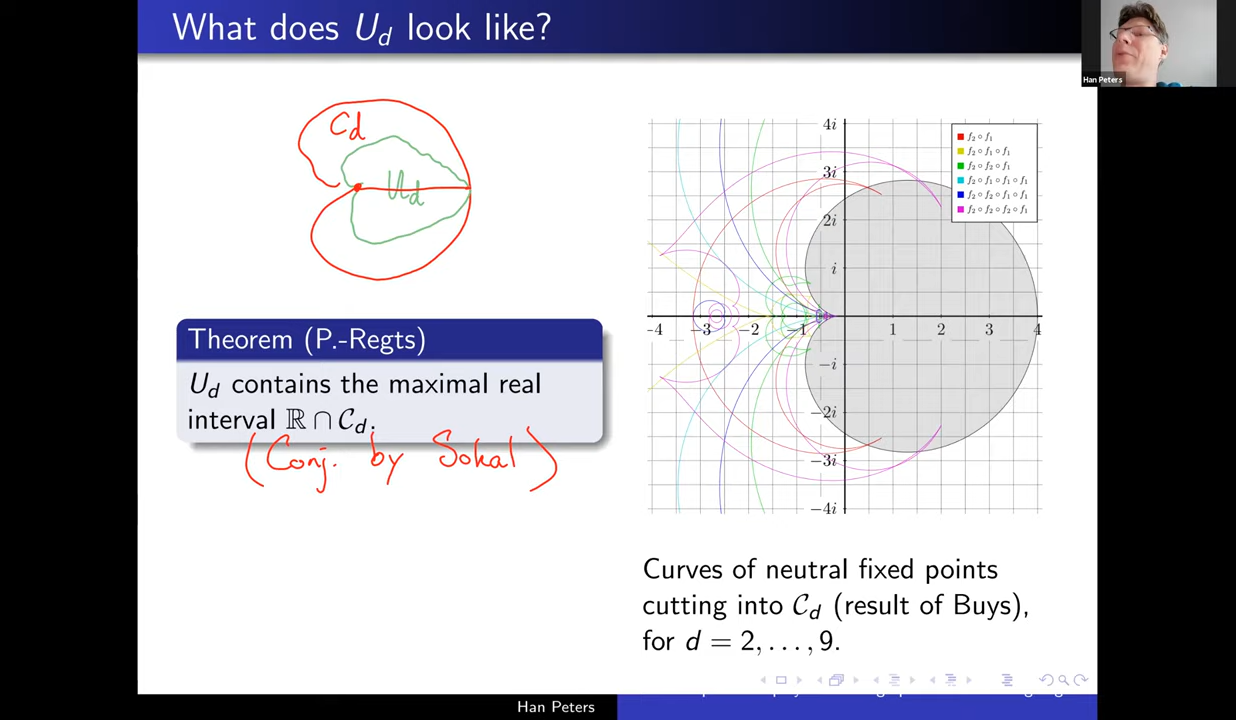 What does U_d look like?
Han Peters
C_d
U_d
Theorem (P.-Regts)
U_d contains the maximal real
interval ℝ ∩ C_d.
(Conj. by Sokal)
4i
3i
2i
i
-4 -3 -2 -1 1 2 3 4
−i
−2i
−3i
−4i
f₂ ∘ f₁
f₂ ∘ f₁ ∘ f₁
f₂ ∘ f₂ ∘ f₁
f₂ ∘ f₁ ∘ f₁ ∘ f₁
f₂ ∘ f₂ ∘ f₁ ∘ f₁
f₂ ∘ f₂ ∘ f₂ ∘ f₁
Curves of neutral fixed points
cutting into C_d (result of Buys),
for d = 2, . . . , 9.
Han Peters